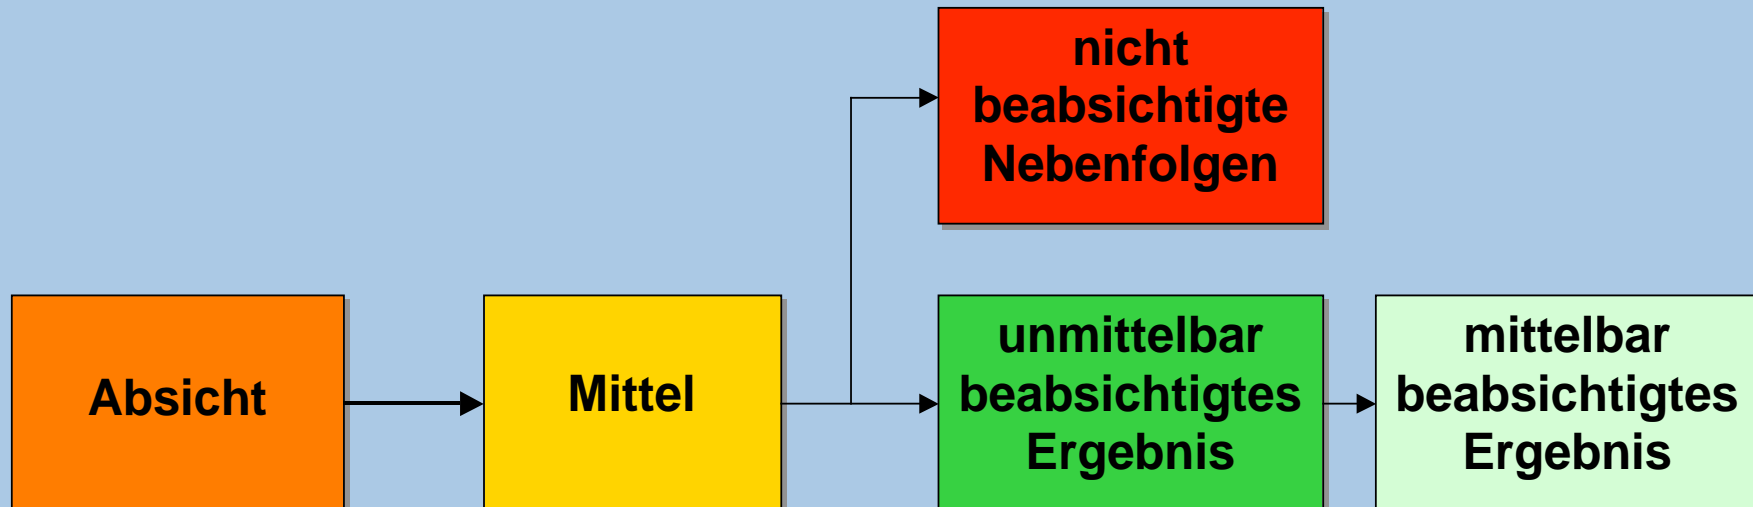 nicht
beabsichtigte
Nebenfolgen
Absicht
Mittel
unmittelbar
beabsichtigtes
Ergebnis
mittelbar
beabsichtigtes
Ergebnis